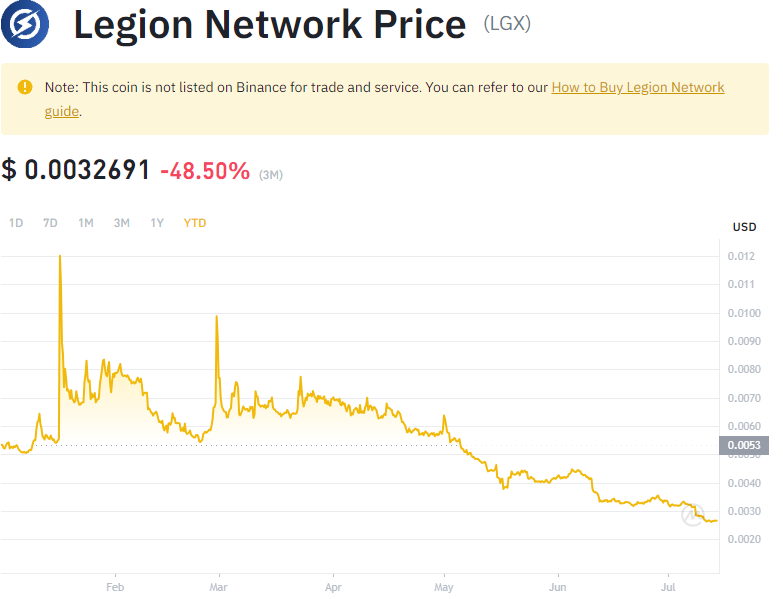 Legion Network Price (LGX)
Note: This coin is not listed on Binance for trade and service. You can refer to our How to Buy Legion Network
guide.
$ 0.0032691 -48.50% (3M)
1D 7D 1M 3M 1Y YTD
USD
0.012
0.011
0.0100
0.0090
0.0080
0.0070
0.0060
0.0053
0.0050
0.0040
0.0030
0.0020
Feb Mar Apr May Jun Jul